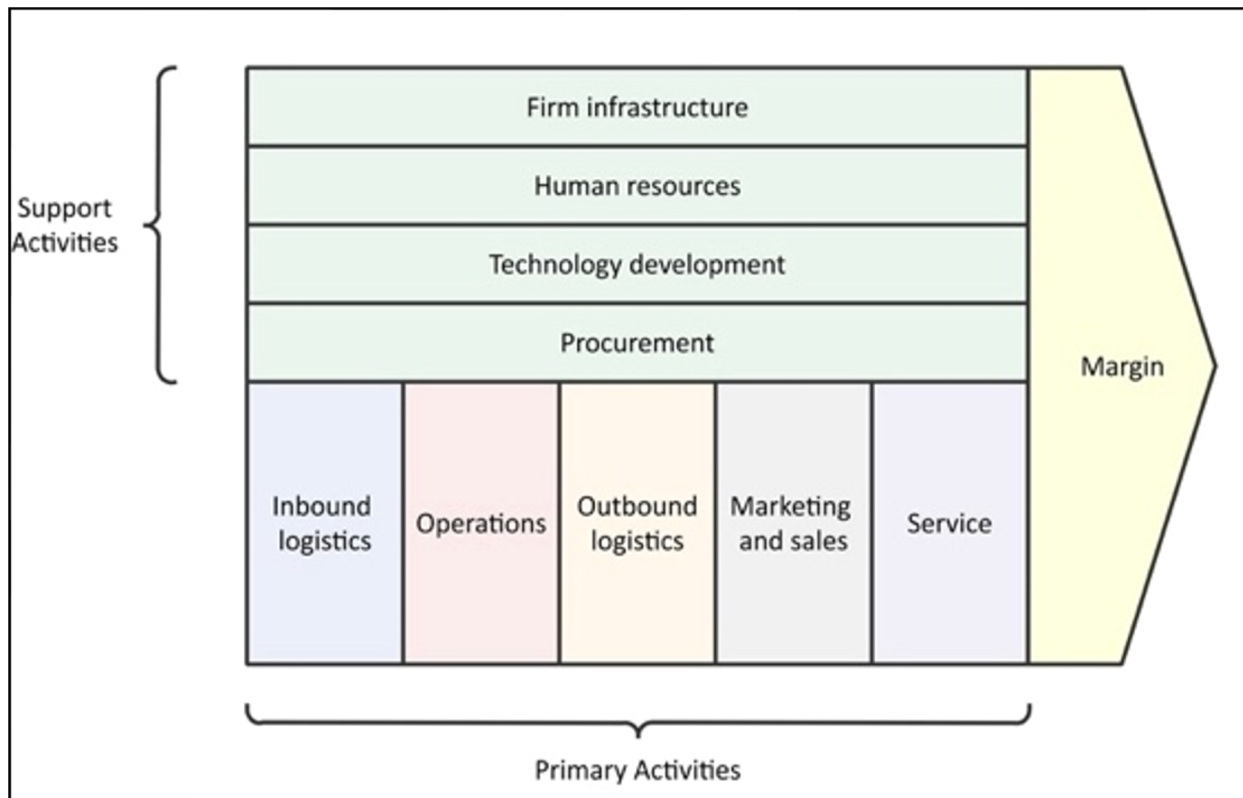 Support
Activities
Firm infrastructure
Human resources
Technology development
Procurement
Inbound
logistics
Operations
Outbound
logistics
Marketing
and sales
Service
Margin
Primary Activities